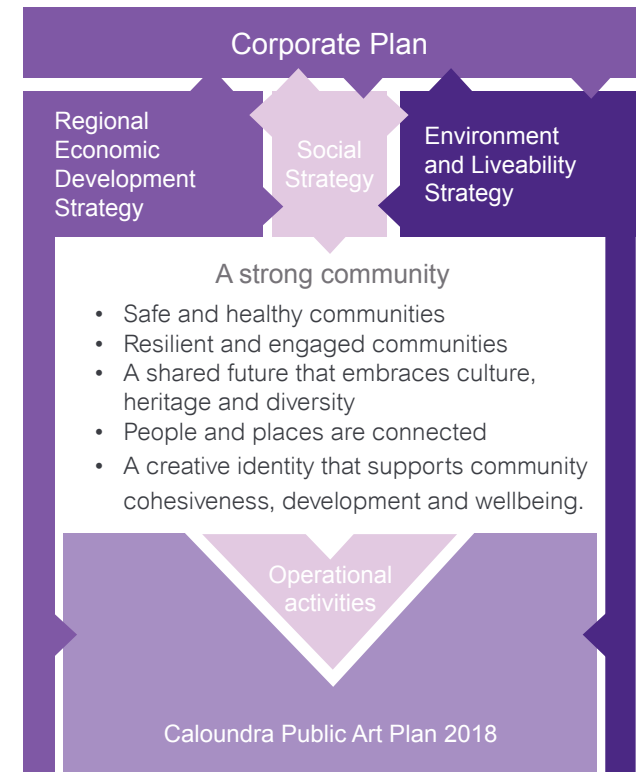 Corporate Plan
Regional
Economic
Development
Strategy
Social
Strategy
Environment
and Liveability
Strategy
A strong community
• Safe and healthy communities
• Resilient and engaged communities
• A shared future that embraces culture,
heritage and diversity
• People and places are connected
• A creative identity that supports community
cohesiveness, development and wellbeing.
Operational
activities
Caloundra Public Art Plan 2018